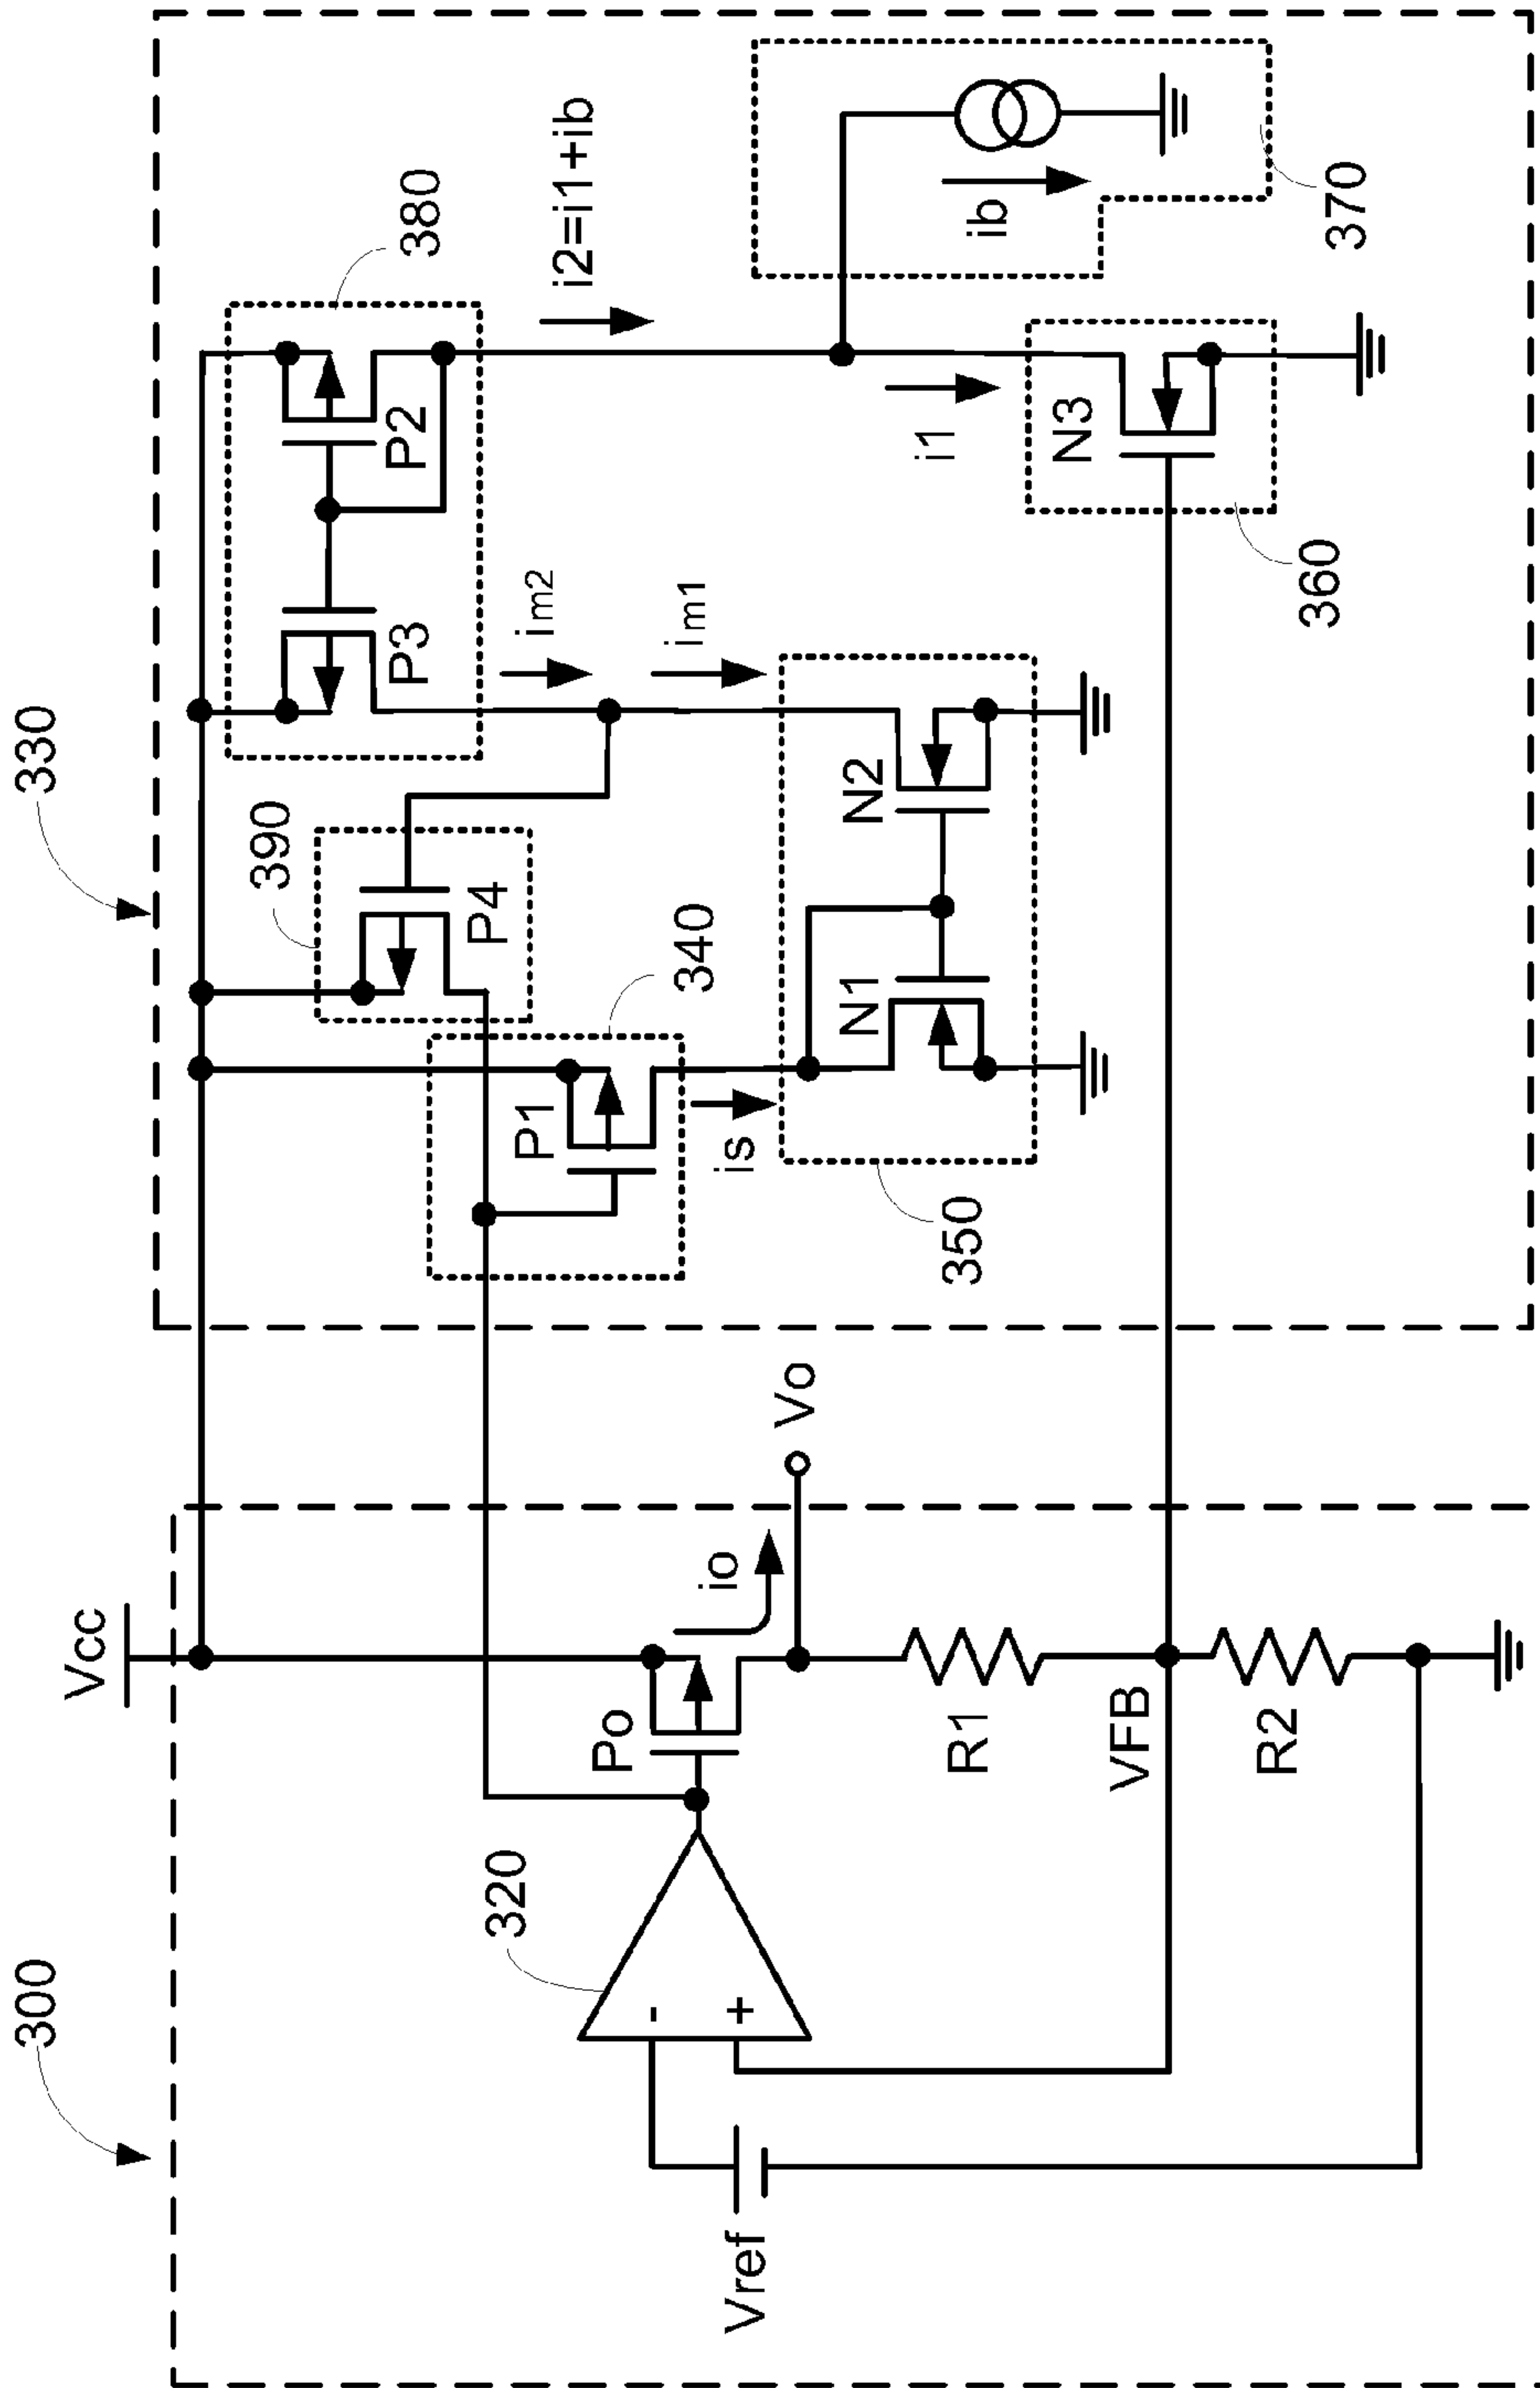 300
330
Vcc
320
-
+
Vref
Po
io
Vo
R1
VFB
R2
390
P4
340
P1
is
350
N1
N2
380
P3
P2
im2
im1
i2=i1+ib
i1
ib
370
N3
360